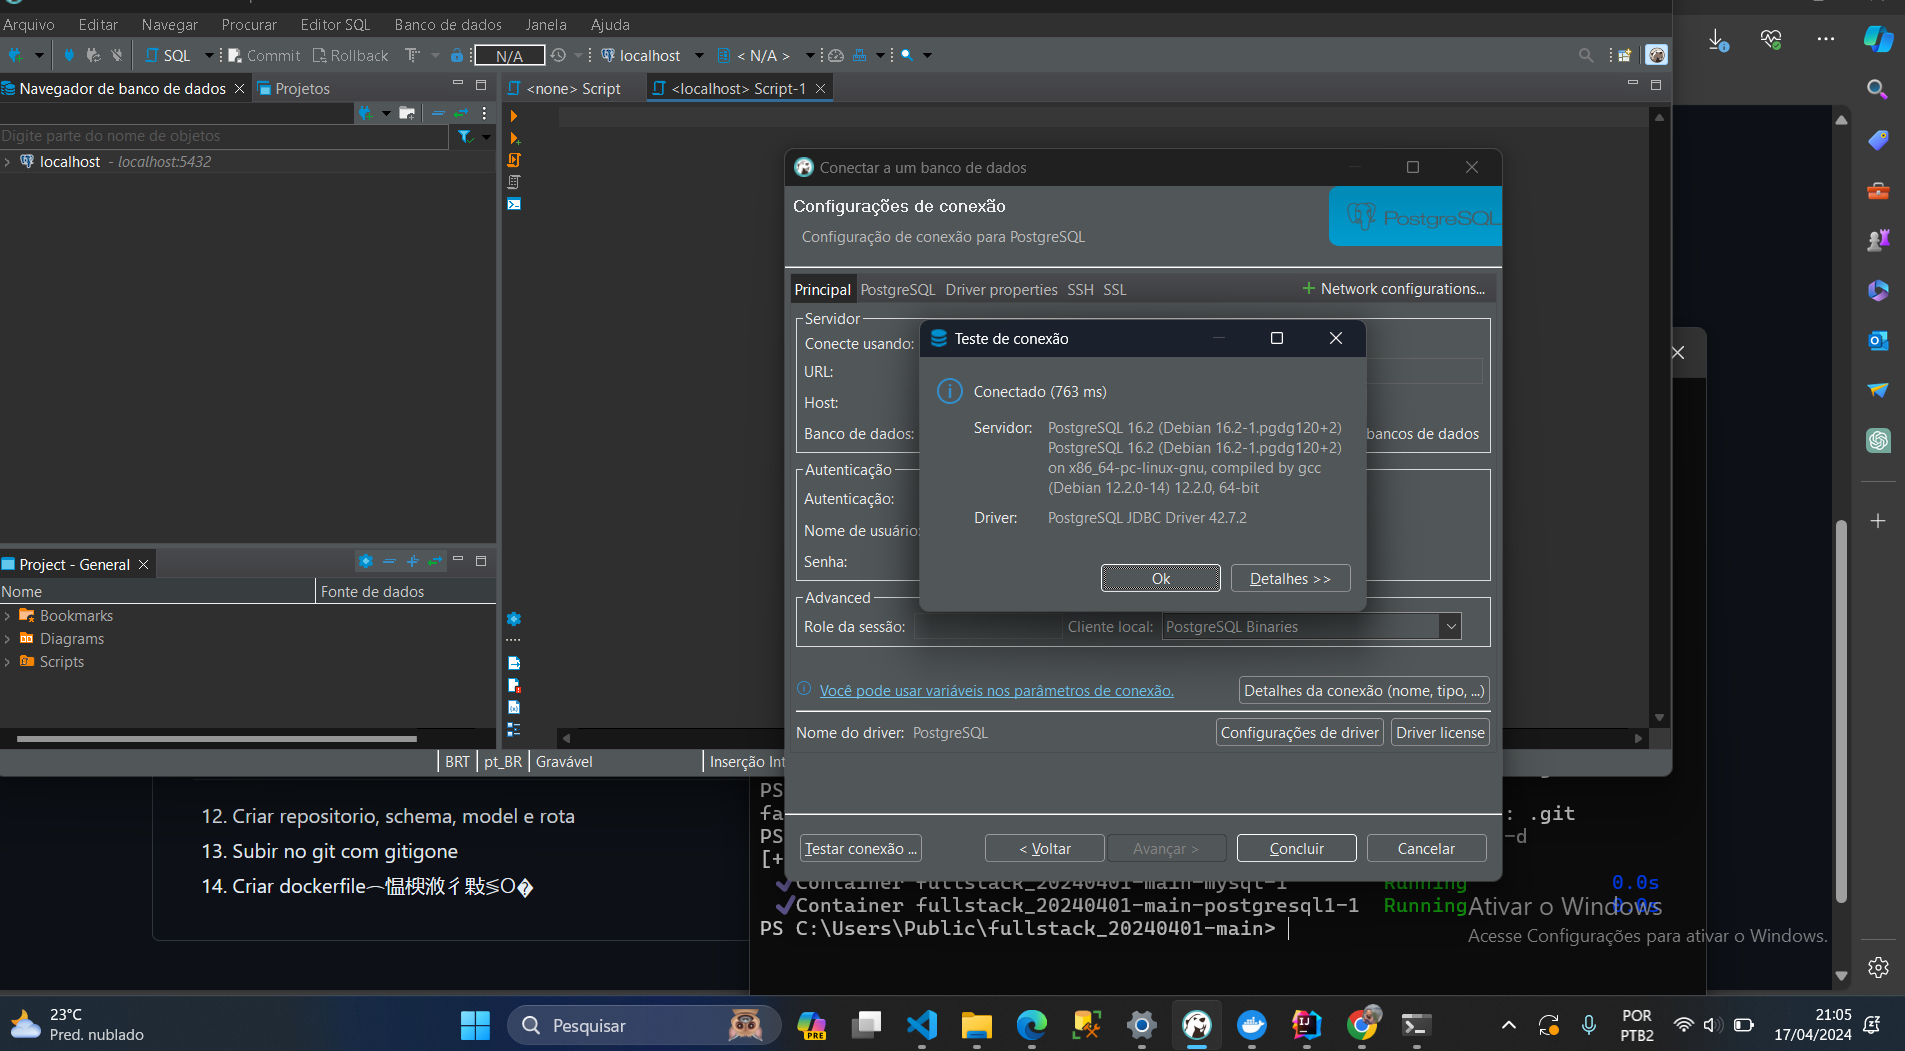 Arquivo Editar Navegar Procurar Editor SQL Banco de dados Janela Ajuda
SQL Commit Rollback N/A localhost < N/A >
Navegador de banco de dados Projetos
<none> Script <localhost> Script-1
Digite parte do nome de objetos
localhost - localhost:5432
Project - General
Nome Fonte de dados
Bookmarks
Diagrams
Scripts
BRT pt_BR Gravável Inserção Int
Conectar a um banco de dados
Configurações de conexão
Configuração de conexão para PostgreSQL
PostgreSQL
Principal PostgreSQL Driver properties SSH SSL Network configurations...
Servidor
Conecte usando:
URL:
Host:
Banco de dados: bancos de dados
Autenticação
Autenticação:
Nome de usuário:
Senha:
Advanced
Role da sessão: Cliente local: PostgreSQL Binaries
Você pode usar variáveis nos parâmetros de conexão.
Detalhes da conexão (nome, tipo, ...)
Nome do driver: PostgreSQL Configurações de driver Driver license
Testar conexão ... < Voltar Avançar > Concluir Cancelar
Teste de conexão
Conectado (763 ms)
Servidor: PostgreSQL 16.2 (Debian 16.2-1.pgdg120+2)
PostgreSQL 16.2 (Debian 16.2-1.pgdg120+2)
on x86_64-pc-linux-gnu, compiled by gcc
(Debian 12.2.0-14) 12.2.0, 64-bit
Driver: PostgreSQL JDBC Driver 42.7.2
Ok Detalhes >>
12. Criar repositorio, schema, model e rota
13. Subir no git com gitigone
14. Criar dockerfile
PS
fa : .git
PS -d
[+
Container fullstack_20240401-main-mysql-1 Running 0.0s
Container fullstack_20240401-main-postgresql1-1 Running 0.0s
PS C:\Users\Public\fullstack_20240401-main>
Ativar o Windows
Acesse Configurações para ativar o Windows.
23°C
Pred. nublado
Pesquisar
PRE
POR
PTB2
21:05
17/04/2024